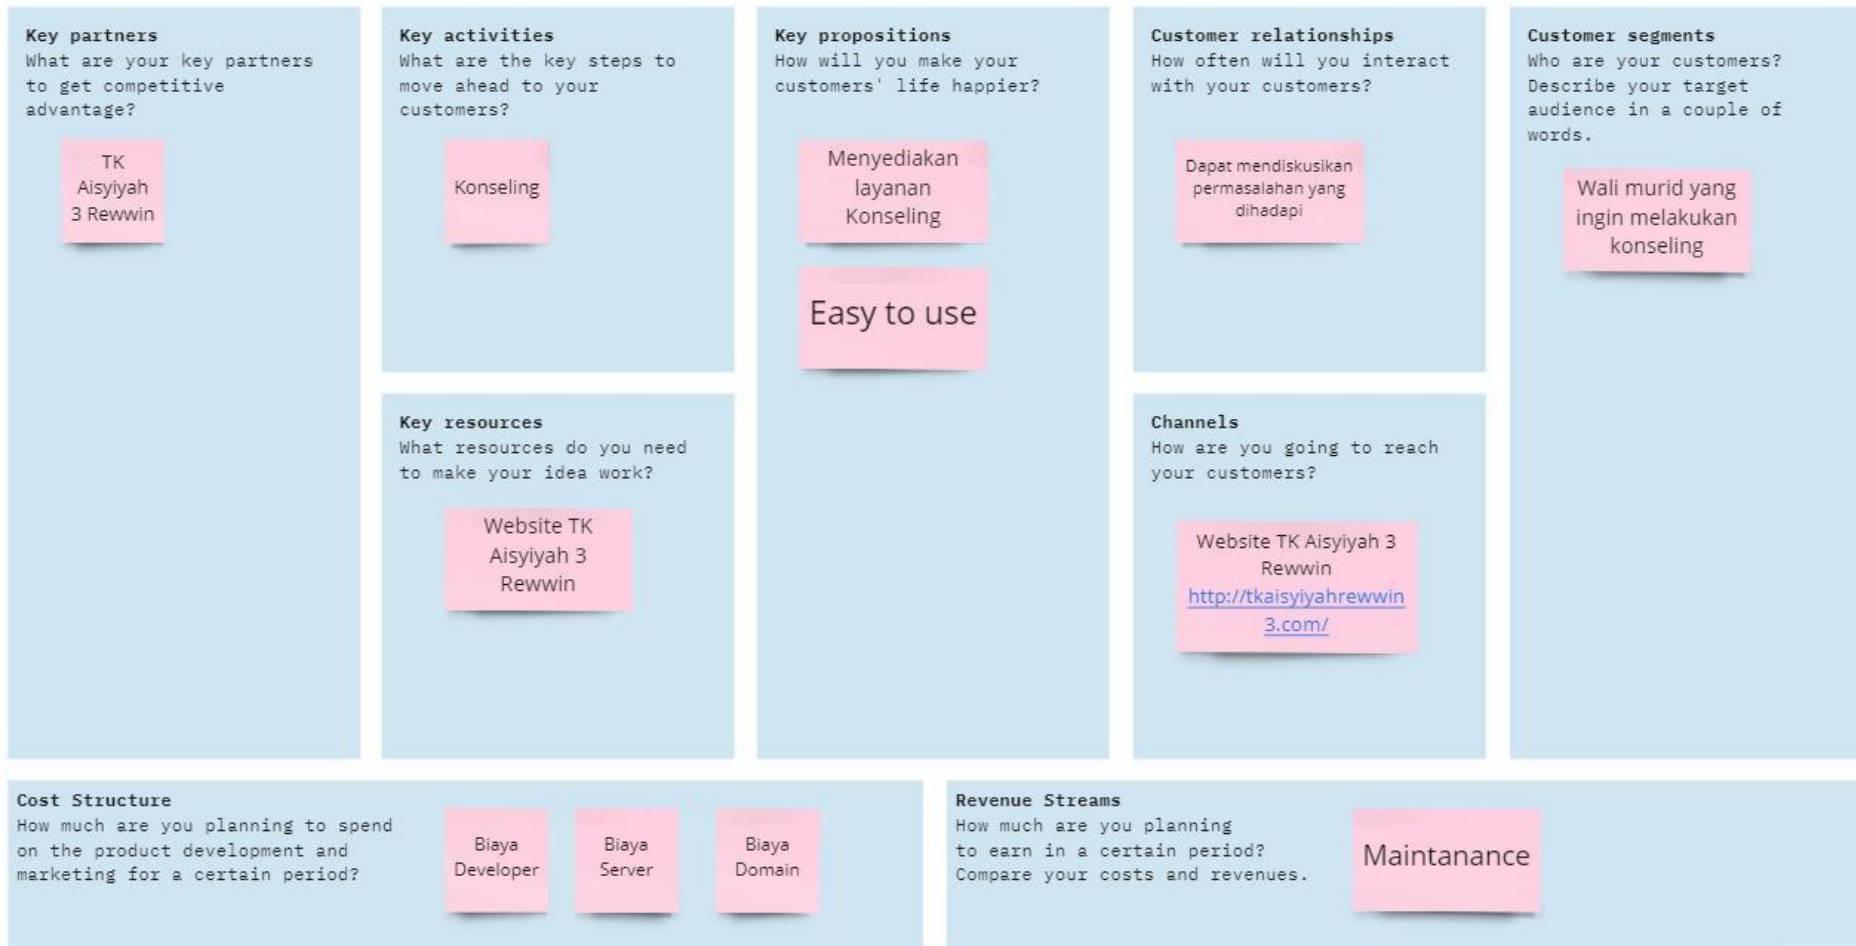 Key partners
What are your key partners
to get competitive
advantage?
TK
Aisyiyah
3 Rewwin
Key activities
What are the key steps to
move ahead to your
customers?
Konseling
Key resources
What resources do you need
to make your idea work?
Website TK
Aisyiyah 3
Rewwin
Key propositions
How will you make your
customers' life happier?
Menyediakan
layanan
Konseling
Easy to use
Customer relationships
How often will you interact
with your customers?
Dapat mendiskusikan
permasalahan yang
dihadapi
Channels
How are you going to reach
your customers?
Website TK Aisyiyah 3
Rewwin
http://tkaisyiyahrewwin
3.com/
Customer segments
Who are your customers?
Describe your target
audience in a couple of
words.
Wali murid yang
ingin melakukan
konseling
Cost Structure
How much are you planning to spend
on the product development and
marketing for a certain period?
Biaya
Developer
Biaya
Server
Biaya
Domain
Revenue Streams
How much are you planning
to earn in a certain period?
Compare your costs and revenues.
Maintanance